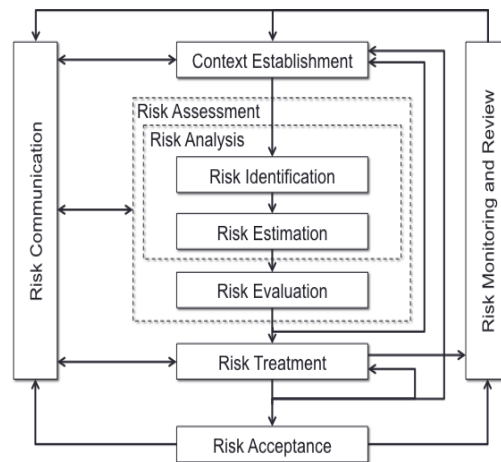 Context Establishment
Risk Assessment
Risk Analysis
Risk Identification
Risk Estimation
Risk Evaluation
Risk Treatment
Risk Acceptance
Risk Communication
Risk Monitoring and Review